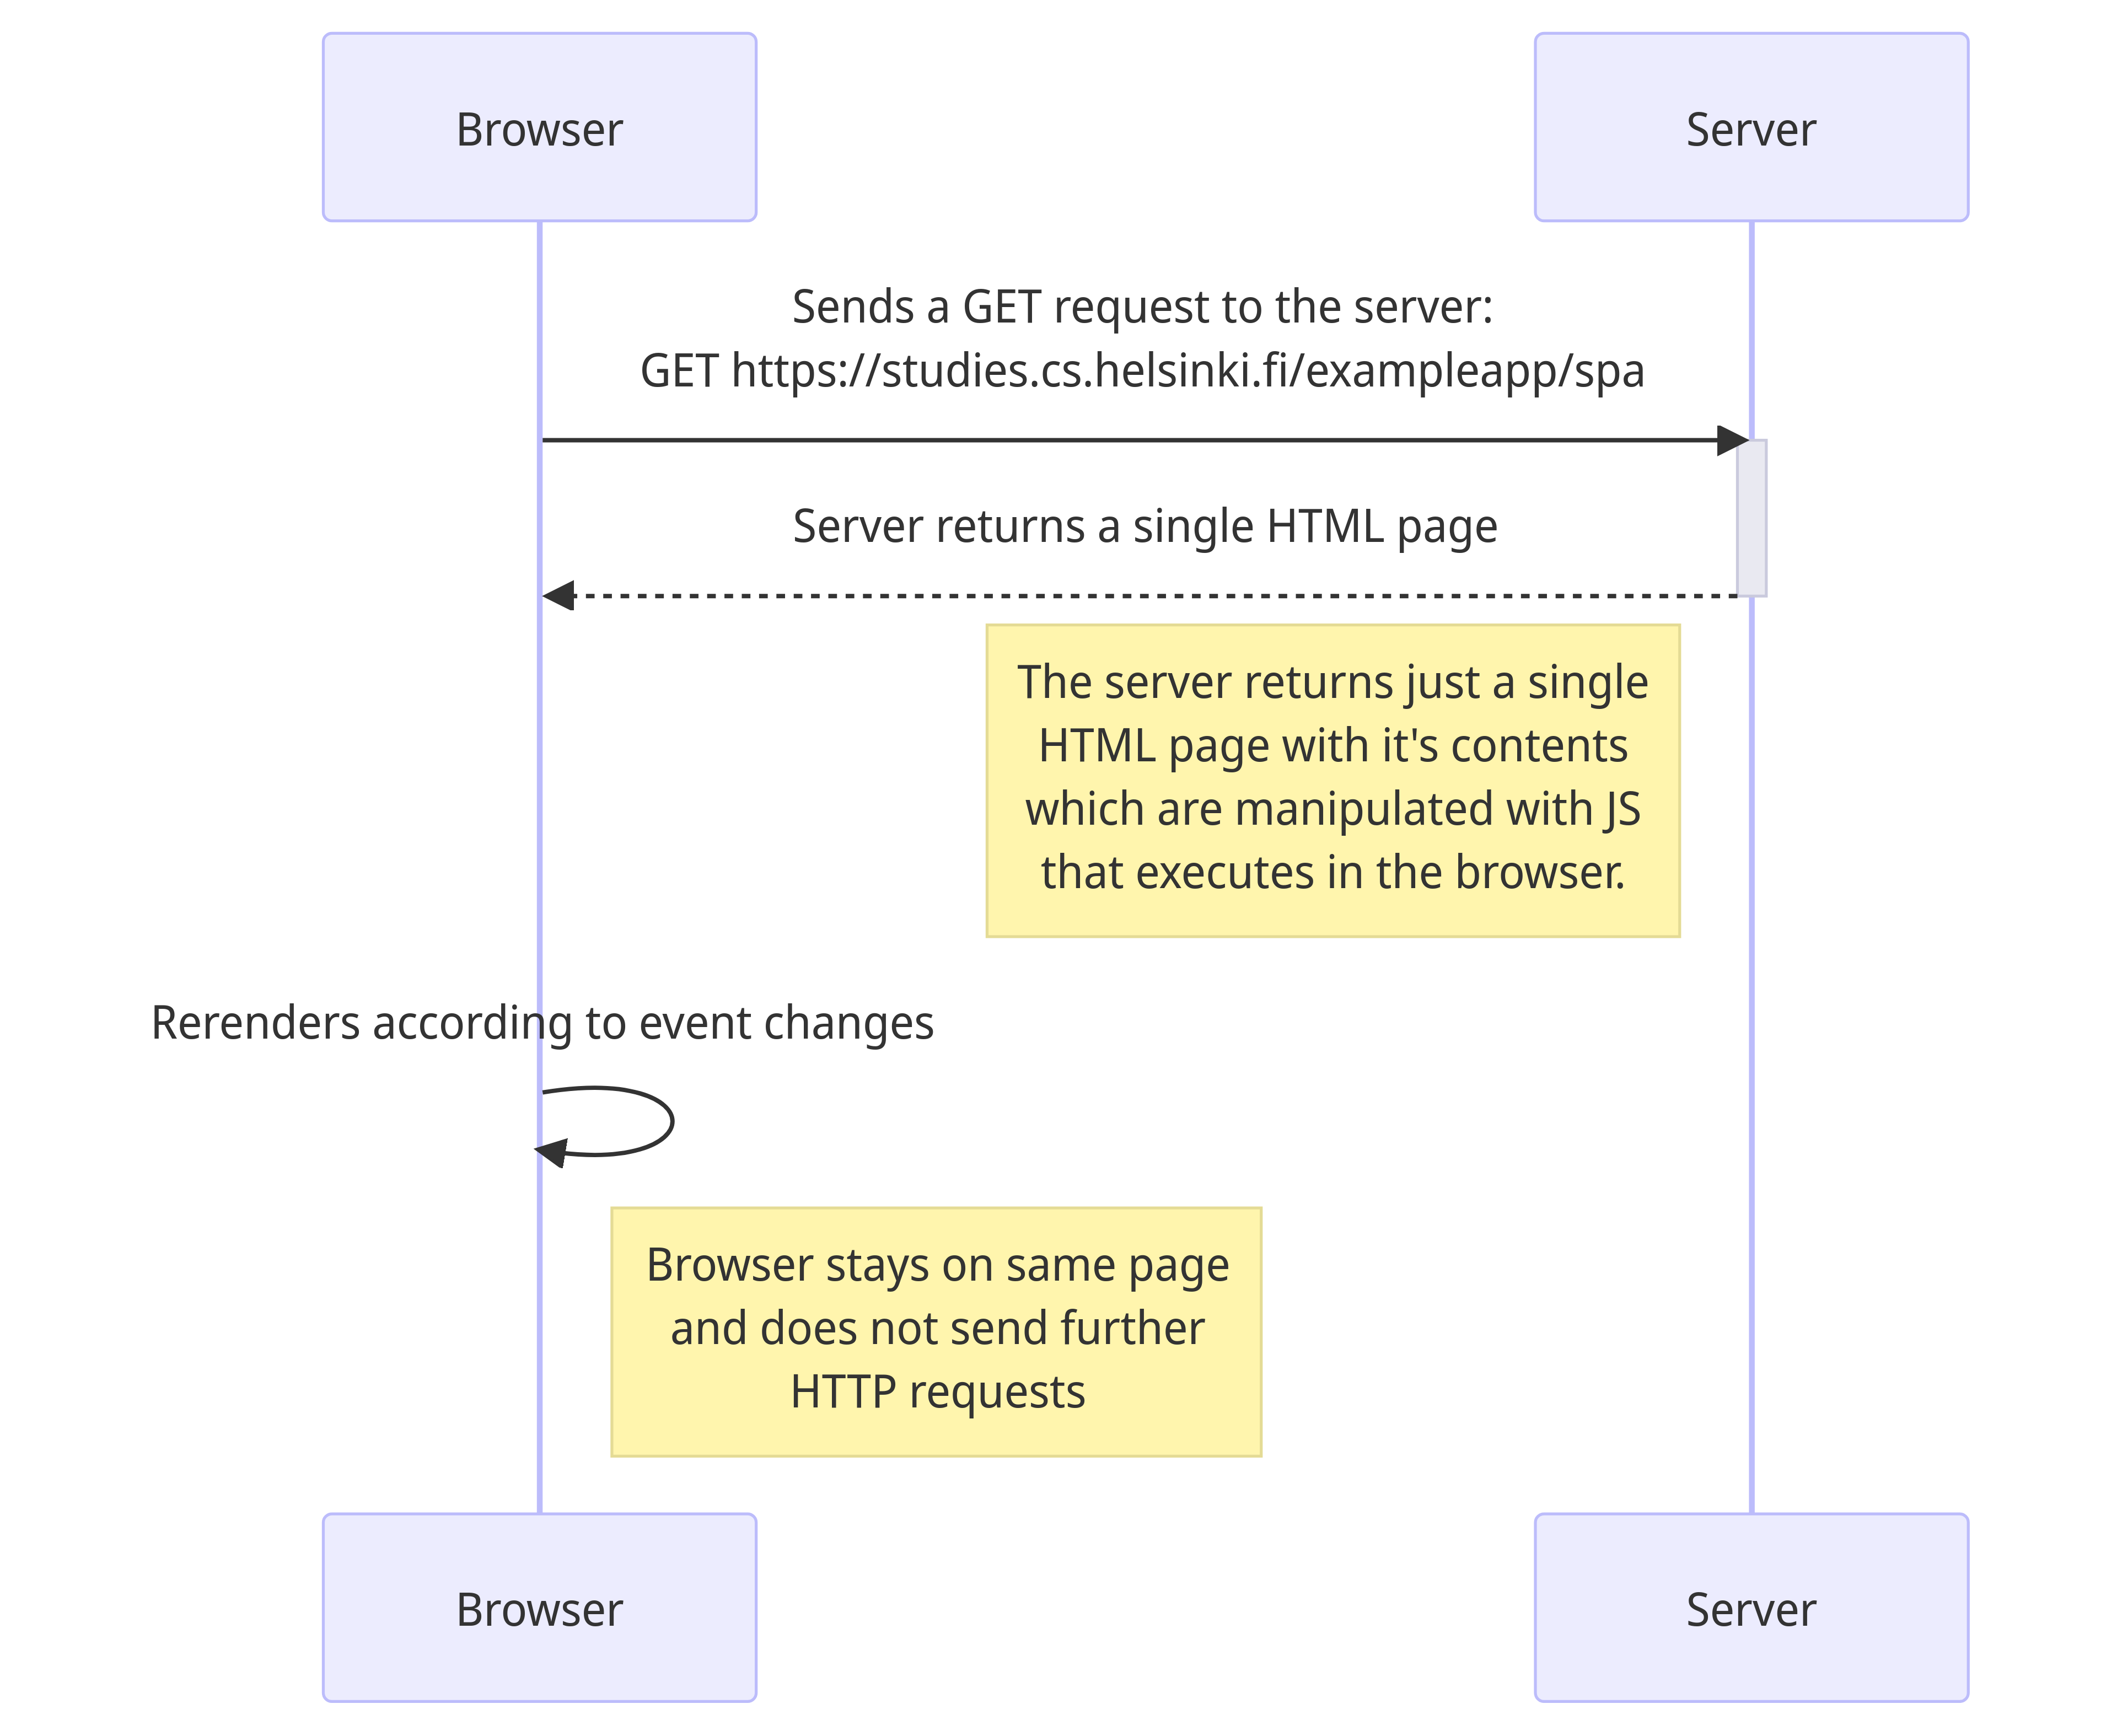 Browser
Server
Sends a GET request to the server:
GET https://studies.cs.helsinki.fi/exampleapp/spa
Server returns a single HTML page
The server returns just a single
HTML page with it's contents
which are manipulated with JS
that executes in the browser.
Rerenders according to event changes
Browser stays on same page
and does not send further
HTTP requests
Browser
Server